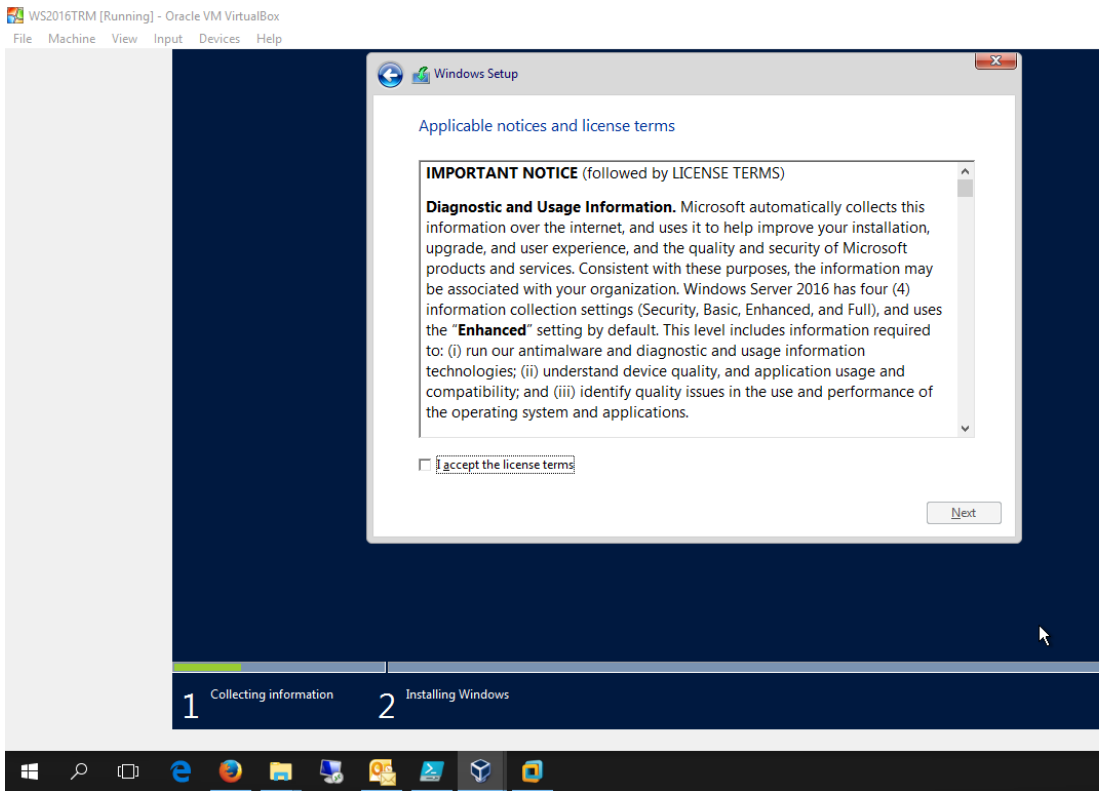 WS2016TRM [Running] - Oracle VM VirtualBox
File Machine View Input Devices Help
Windows Setup
Applicable notices and license terms
IMPORTANT NOTICE (followed by LICENSE TERMS)
Diagnostic and Usage Information. Microsoft automatically collects this
information over the internet, and uses it to help improve your installation,
upgrade, and user experience, and the quality and security of Microsoft
products and services. Consistent with these purposes, the information may
be associated with your organization. Windows Server 2016 has four (4)
information collection settings (Security, Basic, Enhanced, and Full), and uses
the “Enhanced” setting by default. This level includes information required
to: (i) run our antimalware and diagnostic and usage information
technologies; (ii) understand device quality, and application usage and
compatibility; and (iii) identify quality issues in the use and performance of
the operating system and applications.
I accept the license terms
Next
1 Collecting information 2 Installing Windows